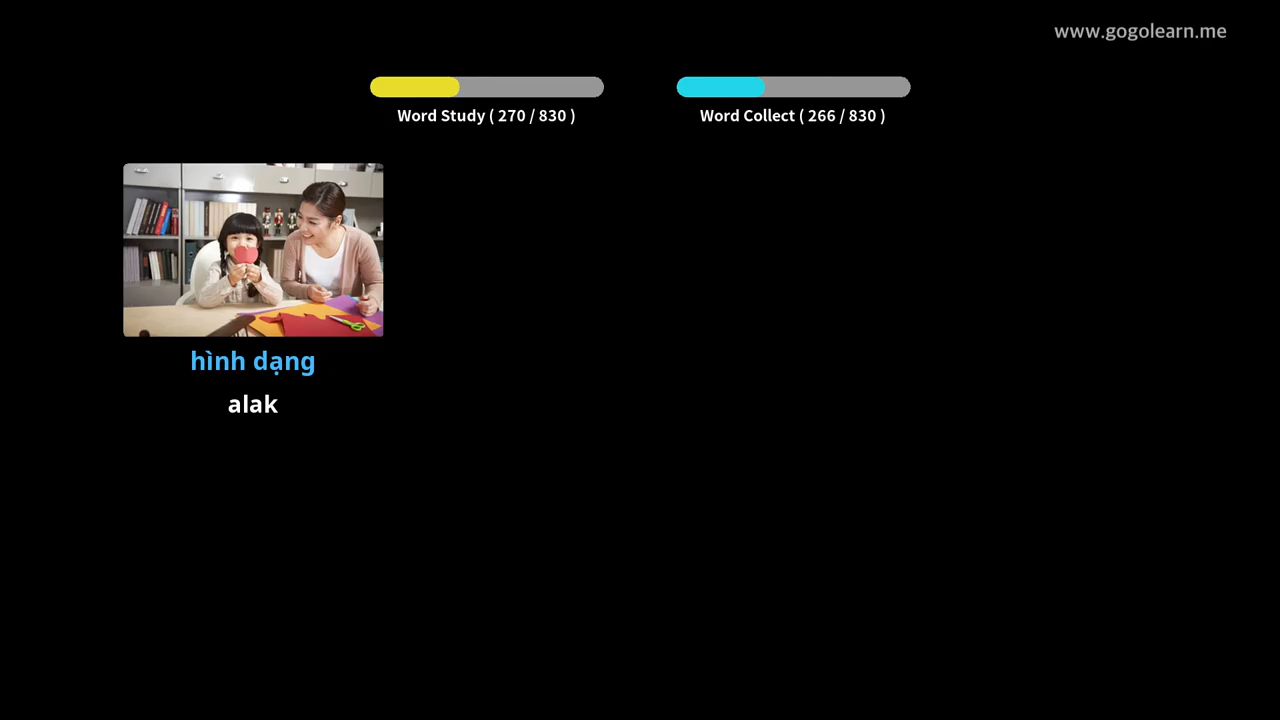 www.gogolearn.me
Word Study ( 270 / 830 )
Word Collect ( 266 / 830 )
hình dạng
alak